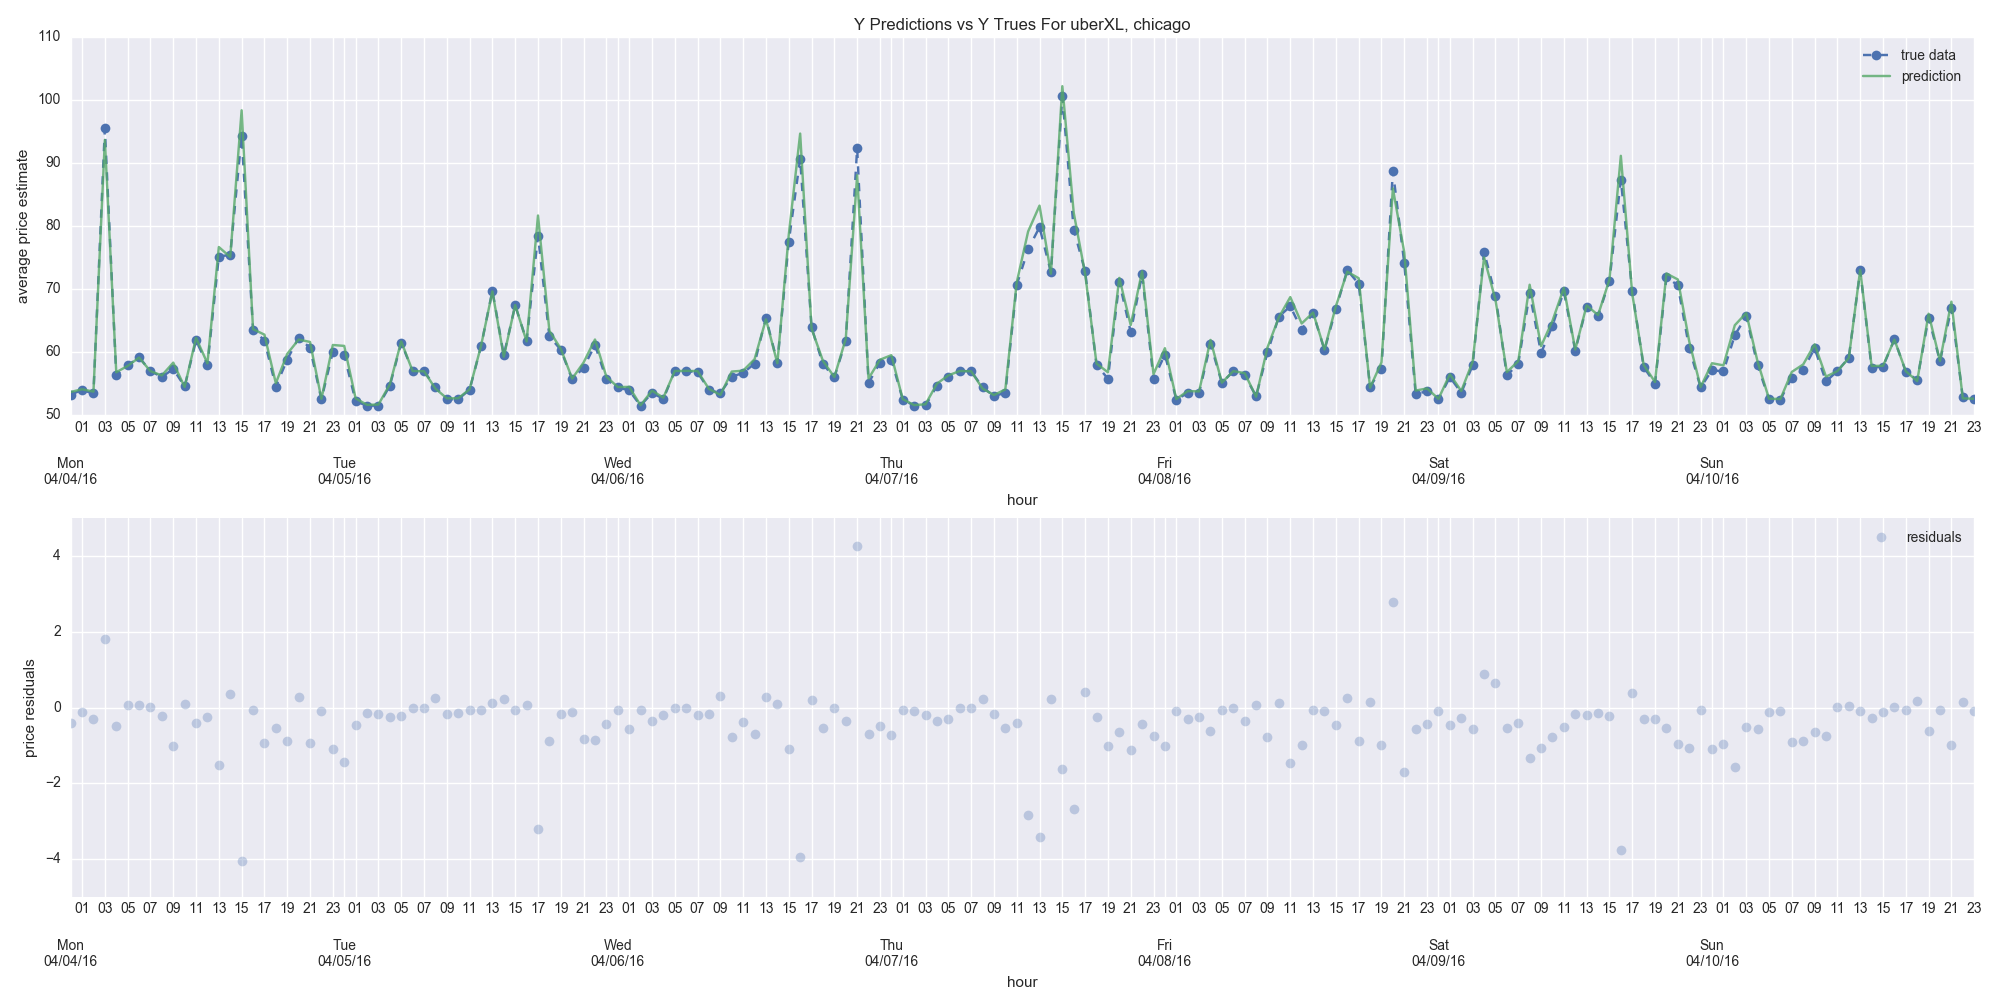 Y Predictions vs Y Trues For uberXL, chicago
110
100
90
80
70
60
50
average price estimate
true data
prediction
01 03 05 07 09 11 13 15 17 19 21 23 01 03 05 07 09 11 13 15 17 19 21 23 01 03 05 07 09 11 13 15 17 19 21 23 01 03 05 07 09 11 13 15 17 19 21 23 01 03 05 07 09 11 13 15 17 19 21 23 01 03 05 07 09 11 13 15 17 19 21 23 01 03 05 07 09 11 13 15 17 19 21 23
Mon Tue Wed Thu Fri Sat Sun
04/04/16 04/05/16 04/06/16 04/07/16 04/08/16 04/09/16 04/10/16
hour
4
2
0
−2
−4
price residuals
residuals
01 03 05 07 09 11 13 15 17 19 21 23 01 03 05 07 09 11 13 15 17 19 21 23 01 03 05 07 09 11 13 15 17 19 21 23 01 03 05 07 09 11 13 15 17 19 21 23 01 03 05 07 09 11 13 15 17 19 21 23 01 03 05 07 09 11 13 15 17 19 21 23 01 03 05 07 09 11 13 15 17 19 21 23
Mon Tue Wed Thu Fri Sat Sun
04/04/16 04/05/16 04/06/16 04/07/16 04/08/16 04/09/16 04/10/16
hour